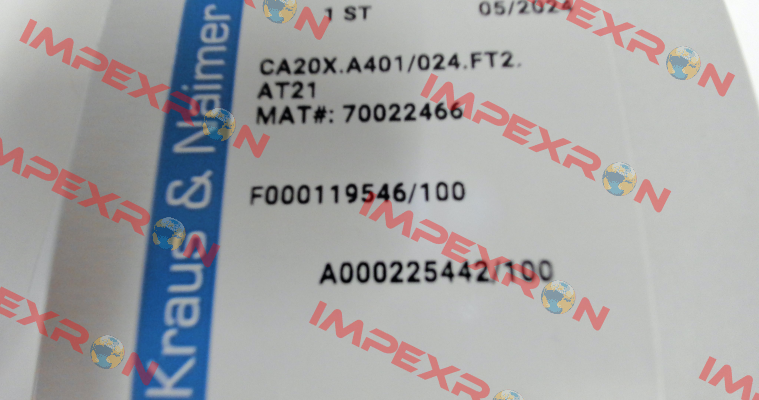 1 ST 05/2024
CA20X.A401/024.FT2.
AT21
MAT#: 70022466
F000119546/100
A000225442/100
Kraus & Naimer
IMPEXRON
IMPEXRON
IMPEXRON
IMPEXRON
IMPEXRON
IMPEXRON